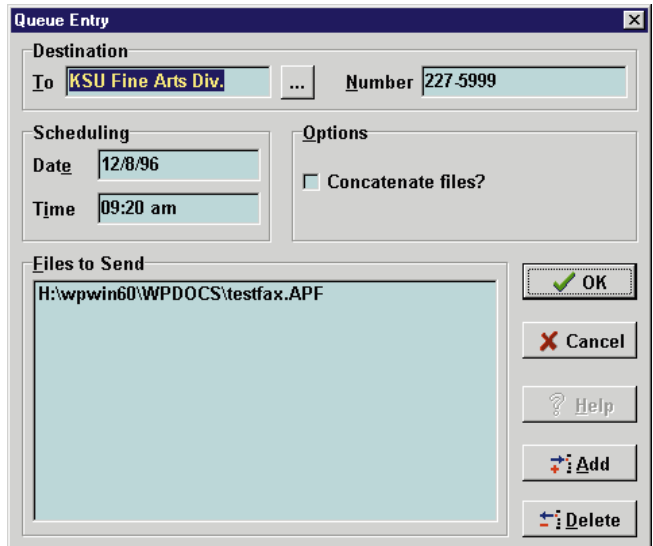 Queue Entry
Destination
To KSU Fine Arts Div. ... Number 227-5999
Scheduling
Date 12/8/96
Time 09:20 am
Options
Concatenate files?
Files to Send
H:\wpwin60\WPDOCS\testfax.APF
OK
Cancel
? Help
Add
Delete